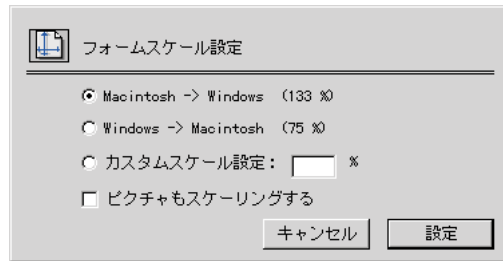 フォームスケール設定
Macintosh -> Windows (133 %)
Windows -> Macintosh (75 %)
カスタムスケール設定： %
ピクチャもスケーリングする
キャンセル 設定